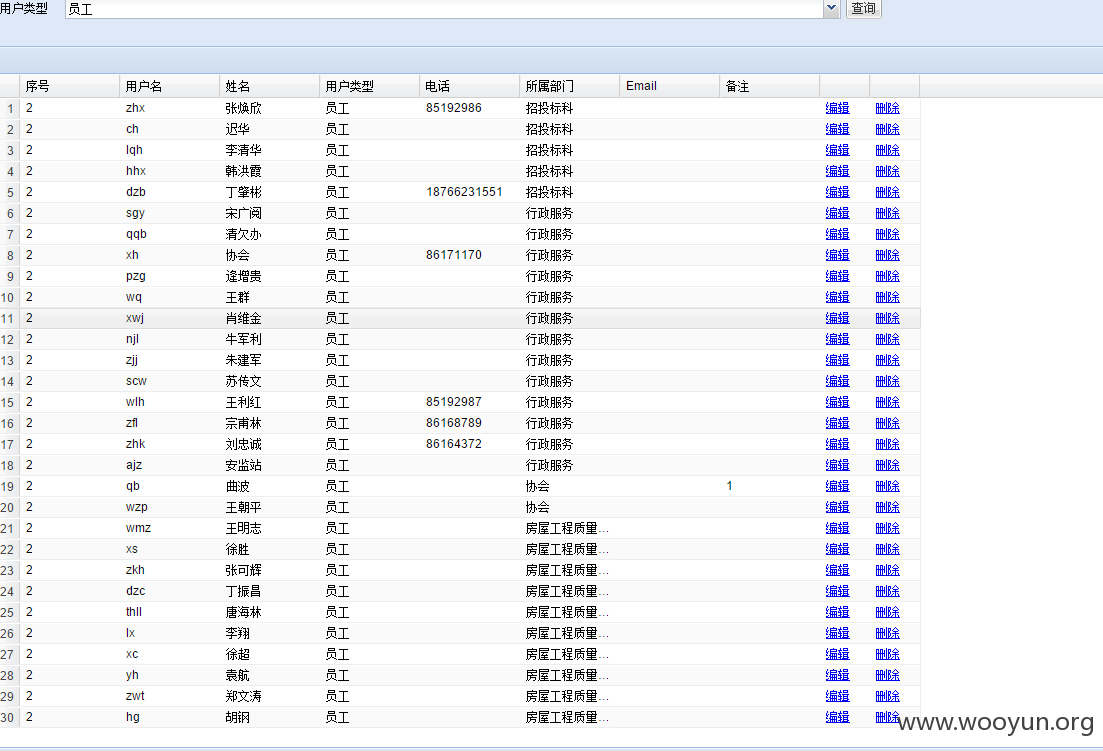 用户类型 员工 查询
序号 用户名 姓名 用户类型 电话 所属部门 Email 备注
1 2 zhx 张焕欣 员工 85192986 招投标科 编辑 删除
2 2 ch 迟华 员工 招投标科 编辑 删除
3 2 lqh 李清华 员工 招投标科 编辑 删除
4 2 hhx 韩洪霞 员工 招投标科 编辑 删除
5 2 dzb 丁肇彬 员工 18766231551 招投标科 编辑 删除
6 2 sgy 宋广阅 员工 行政服务 编辑 删除
7 2 qqb 清欠办 员工 行政服务 编辑 删除
8 2 xh 协会 员工 86171170 行政服务 编辑 删除
9 2 pzg 逄增贵 员工 行政服务 编辑 删除
10 2 wq 王群 员工 行政服务 编辑 删除
11 2 xwj 肖维金 员工 行政服务 编辑 删除
12 2 njl 牛军利 员工 行政服务 编辑 删除
13 2 zjj 朱建军 员工 行政服务 编辑 删除
14 2 scw 苏传文 员工 行政服务 编辑 删除
15 2 wlh 王利红 员工 85192987 行政服务 编辑 删除
16 2 zfl 宗甫林 员工 86168789 行政服务 编辑 删除
17 2 zhk 刘忠诚 员工 86164372 行政服务 编辑 删除
18 2 ajz 安监站 员工 行政服务 编辑 删除
19 2 qb 曲波 员工 协会 1 编辑 删除
20 2 wzp 王朝平 员工 协会 编辑 删除
21 2 wmz 王明志 员工 房屋工程质量... 编辑 删除
22 2 xs 徐胜 员工 房屋工程质量... 编辑 删除
23 2 zkh 张可辉 员工 房屋工程质量... 编辑 删除
24 2 dzc 丁振昌 员工 房屋工程质量... 编辑 删除
25 2 thll 唐海林 员工 房屋工程质量... 编辑 删除
26 2 lx 李翔 员工 房屋工程质量... 编辑 删除
27 2 xc 徐超 员工 房屋工程质量... 编辑 删除
28 2 yh 袁航 员工 房屋工程质量... 编辑 删除
29 2 zwt 郑文涛 员工 房屋工程质量... 编辑 删除
30 2 hg 胡钢 员工 房屋工程质量... 编辑 删除
www.wooyun.org